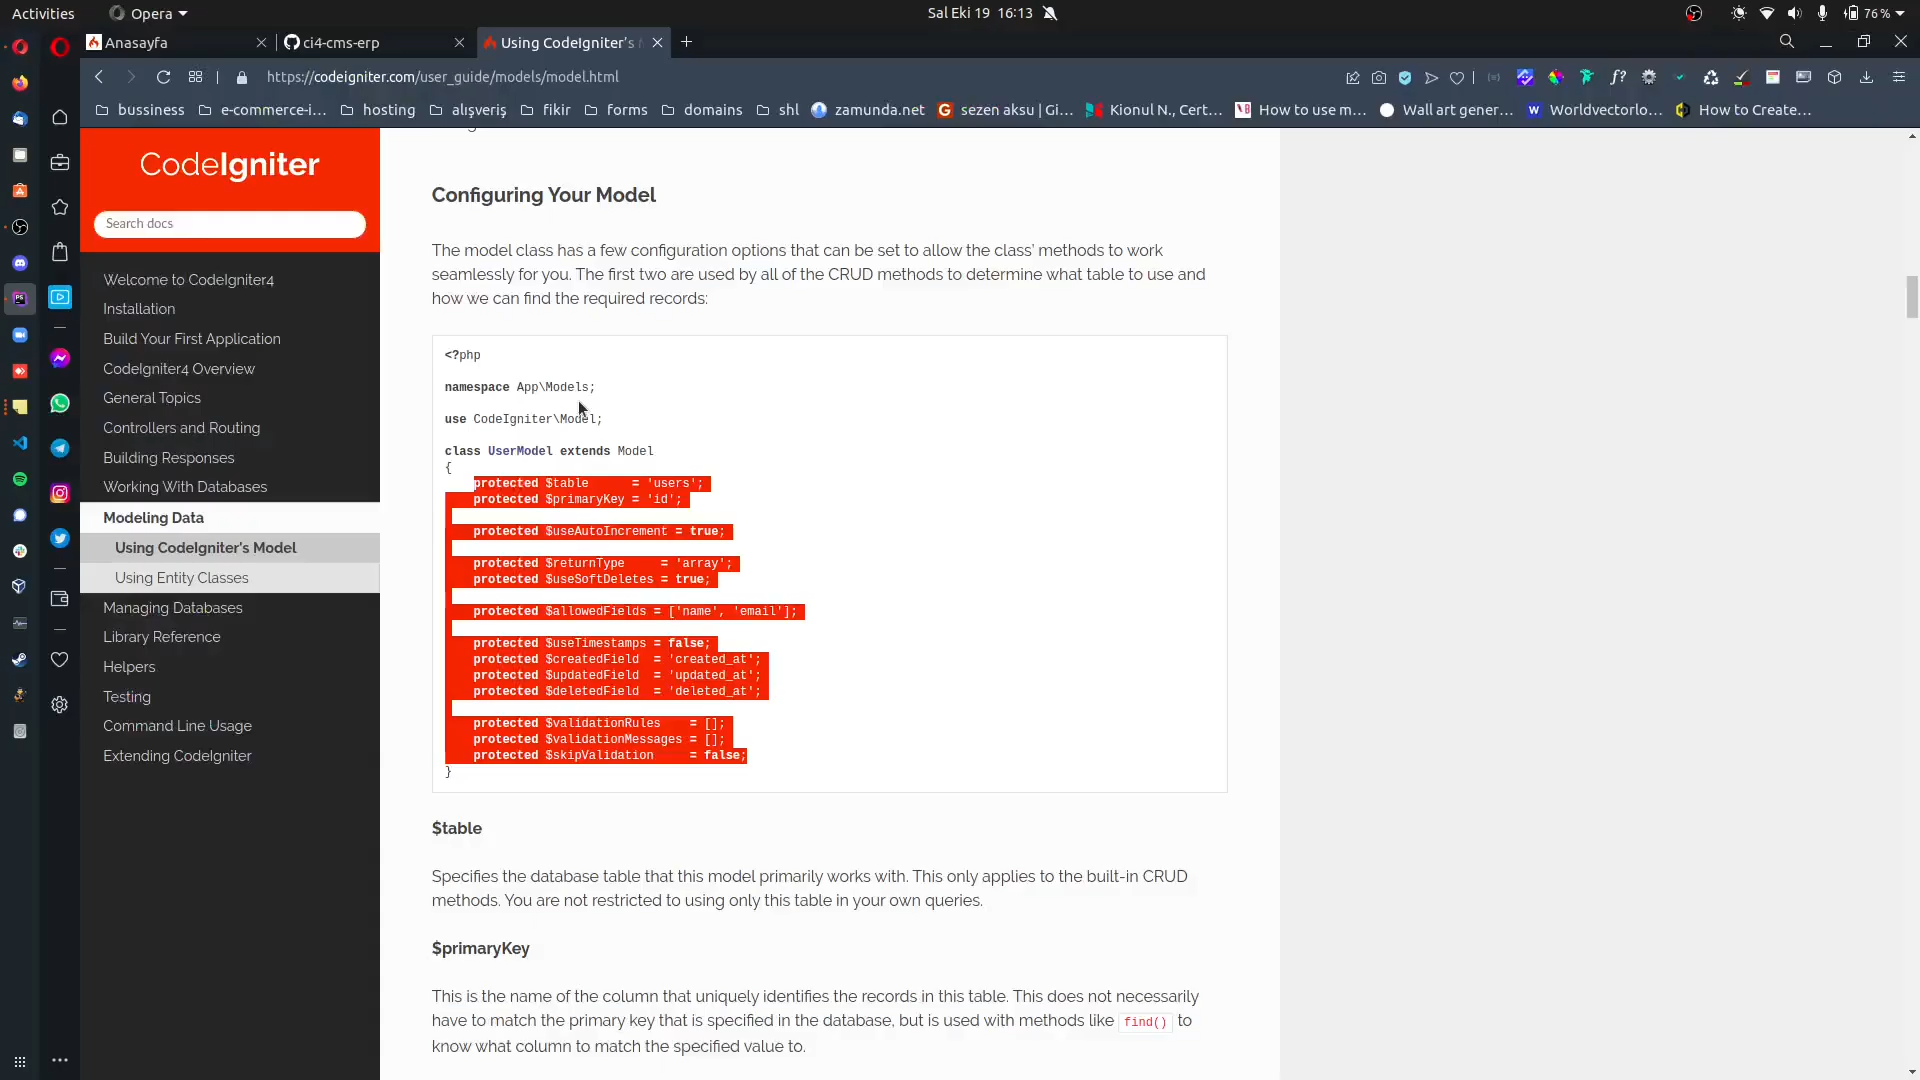 Activities
Opera
Sal Eki 19 16:13
76 %
Anasayfa
ci4-cms-erp
Using CodeIgniter's
https://codeigniter.com/user_guide/models/model.html
bussiness
e-commerce-i...
hosting
alışveriş
fikir
forms
domains
shl
zamunda.net
sezen aksu | Gi...
Kionul N., Cert...
How to use m...
Wall art gener...
Worldvectorlo...
How to Create...
CodeIgniter
Search docs
Welcome to CodeIgniter4
Installation
Build Your First Application
CodeIgniter4 Overview
General Topics
Controllers and Routing
Building Responses
Working With Databases
Modeling Data
Using CodeIgniter's Model
Using Entity Classes
Managing Databases
Library Reference
Helpers
Testing
Command Line Usage
Extending CodeIgniter
Configuring Your Model
The model class has a few configuration options that can be set to allow the class' methods to work
seamlessly for you. The first two are used by all of the CRUD methods to determine what table to use and
how we can find the required records:
<?php
namespace App\Models;
use CodeIgniter\Model;
class UserModel extends Model
{
protected $table      = 'users';
protected $primaryKey = 'id';
protected $useAutoIncrement = true;
protected $returnType     = 'array';
protected $useSoftDeletes = true;
protected $allowedFields = ['name', 'email'];
protected $useTimestamps = false;
protected $createdField  = 'created_at';
protected $updatedField  = 'updated_at';
protected $deletedField  = 'deleted_at';
protected $validationRules    = [];
protected $validationMessages = [];
protected $skipValidation     = false;
}
$table
Specifies the database table that this model primarily works with. This only applies to the built-in CRUD
methods. You are not restricted to using only this table in your own queries.
$primaryKey
This is the name of the column that uniquely identifies the records in this table. This does not necessarily
have to match the primary key that is specified in the database, but is used with methods like find() to
know what column to match the specified value to.